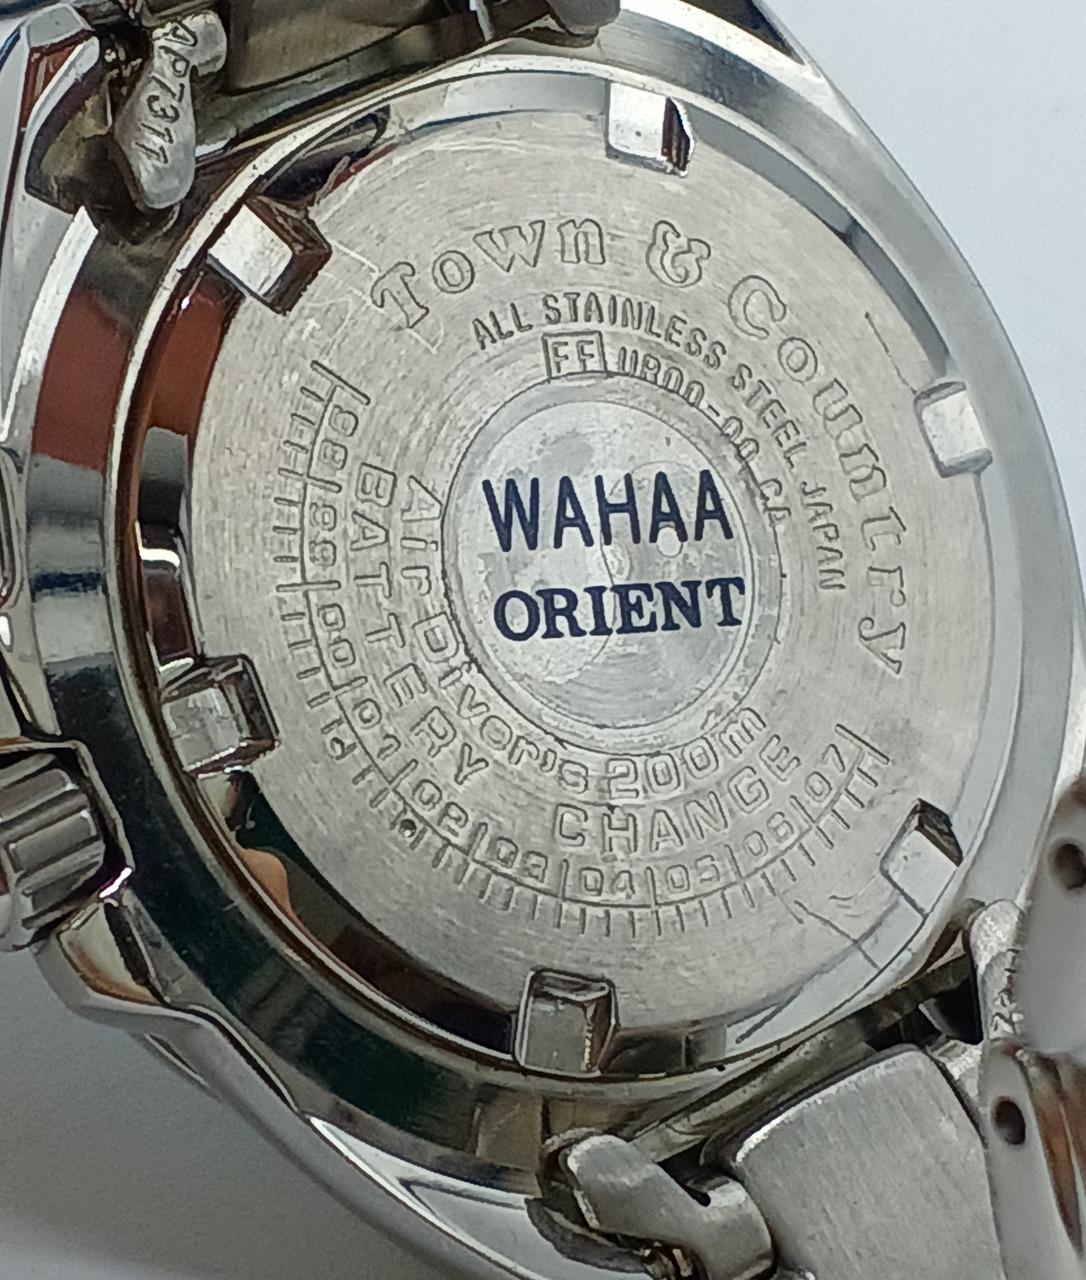 AP7311
Town & Country
ALL STAINLESS STEEL JAPAN
FF UR00-00 CA
WAHAA
ORIENT
Air Diver's 200m
BATTERY CHANGE
98 99 00 01 02 03 04 05 06 07